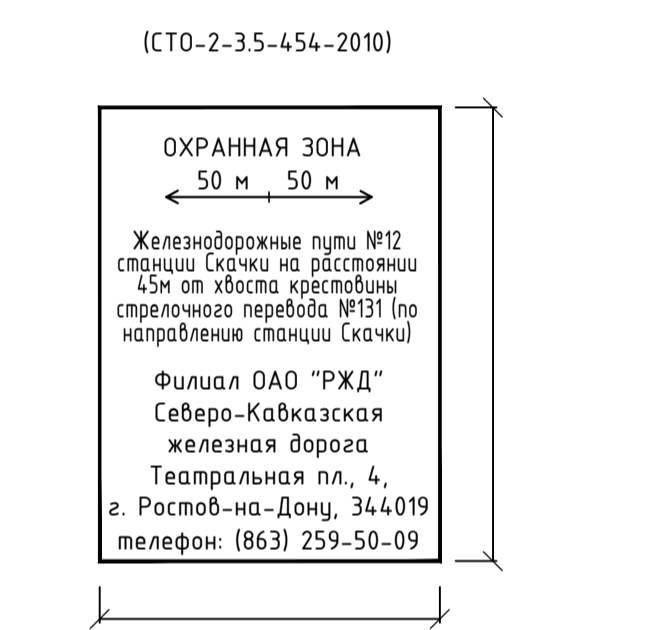 (СТО-2-3.5-454-2010)
ОХРАННАЯ ЗОНА
50 м 50 м
Железнодорожные пути №12
станции Скачки на расстоянии
45м от хвоста крестовины
стрелочного перевода №131 (по
направлению станции Скачки)
Филиал ОАО "РЖД"
Северо-Кавказская
железная дорога
Театральная пл., 4,
г. Ростов-на-Дону, 344019
телефон: (863) 259-50-09